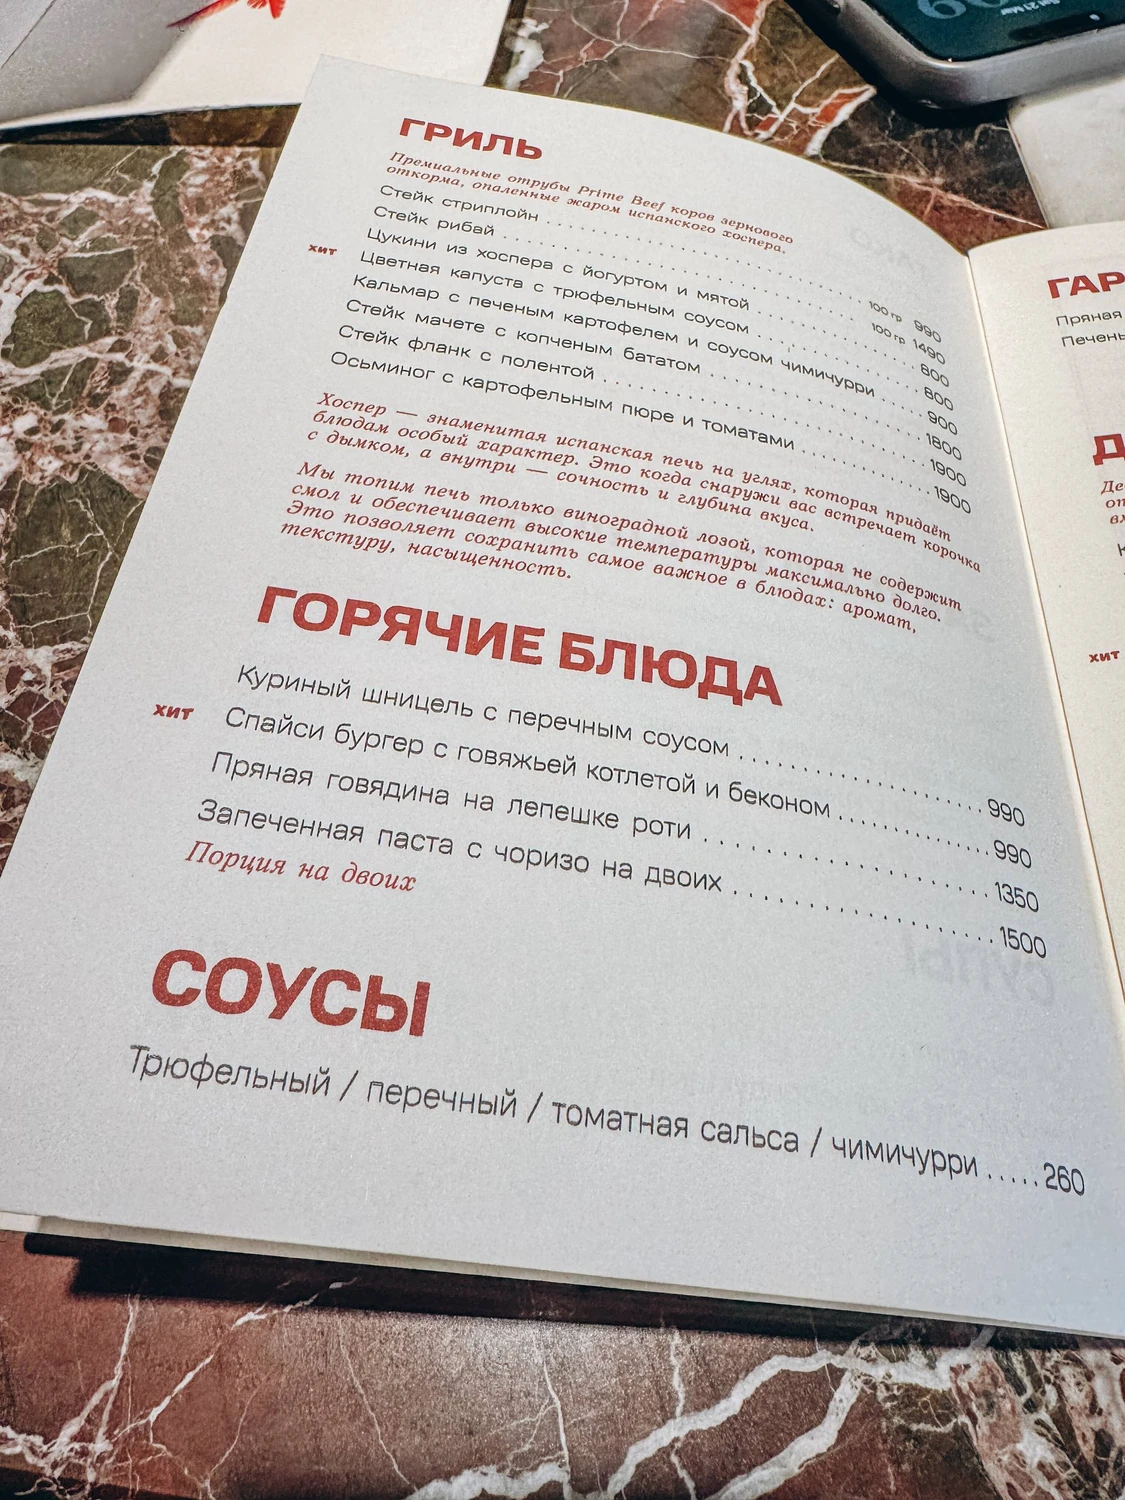 ГРИЛЬ
Премиальные отрубы Prime Beef коров зернового
откорма, опаленные жаром испанского хоспера.
Стейк стриплойн . . . . . . . . . . . . . . . . . . . . 100 гр 990
Стейк рибай . . . . . . . . . . . . . . . . . . . . 100 гр 1490
Цукини из хоспера с йогуртом и мятой . . . . . . . . . . 800
хит Цветная капуста с трюфельным соусом . . . . . . . . . . 800
Кальмар с печеным картофелем и соусом чимичурри . . . . . . 900
Стейк мачете с копченым бататом . . . . . . . . . . 1800
Стейк фланк с полентой . . . . . . . . . . 1900
Осьминог с картофельным пюре и томатами . . . . . . . . . . 1900
Хоспер — знаменитая испанская печь на углях, которая придаёт
блюдам особый характер. Это когда снаружи вас встречает корочка
с дымком, а внутри — сочность и глубина вкуса.
Мы топим печь только виноградной лозой, которая не содержит
смол и обеспечивает высокие температуры максимально долго.
Это позволяет сохранить самое важное в блюдах: аромат,
текстуру, насыщенность.
ГОРЯЧИЕ БЛЮДА
Куриный шницель с перечным соусом . . . . . . . . . . 990
хит Спайси бургер с говяжьей котлетой и беконом . . . . . . . . . . 990
Пряная говядина на лепешке роти . . . . . . . . . . 1350
Запеченная паста с чоризо на двоих . . . . . . . . . . 1500
Порция на двоих
СОУСЫ
Трюфельный / перечный / томатная сальса / чимичурри . . . . . 260
ГАР
Пряная
Печень
Д
хит
Sat 21 Mar